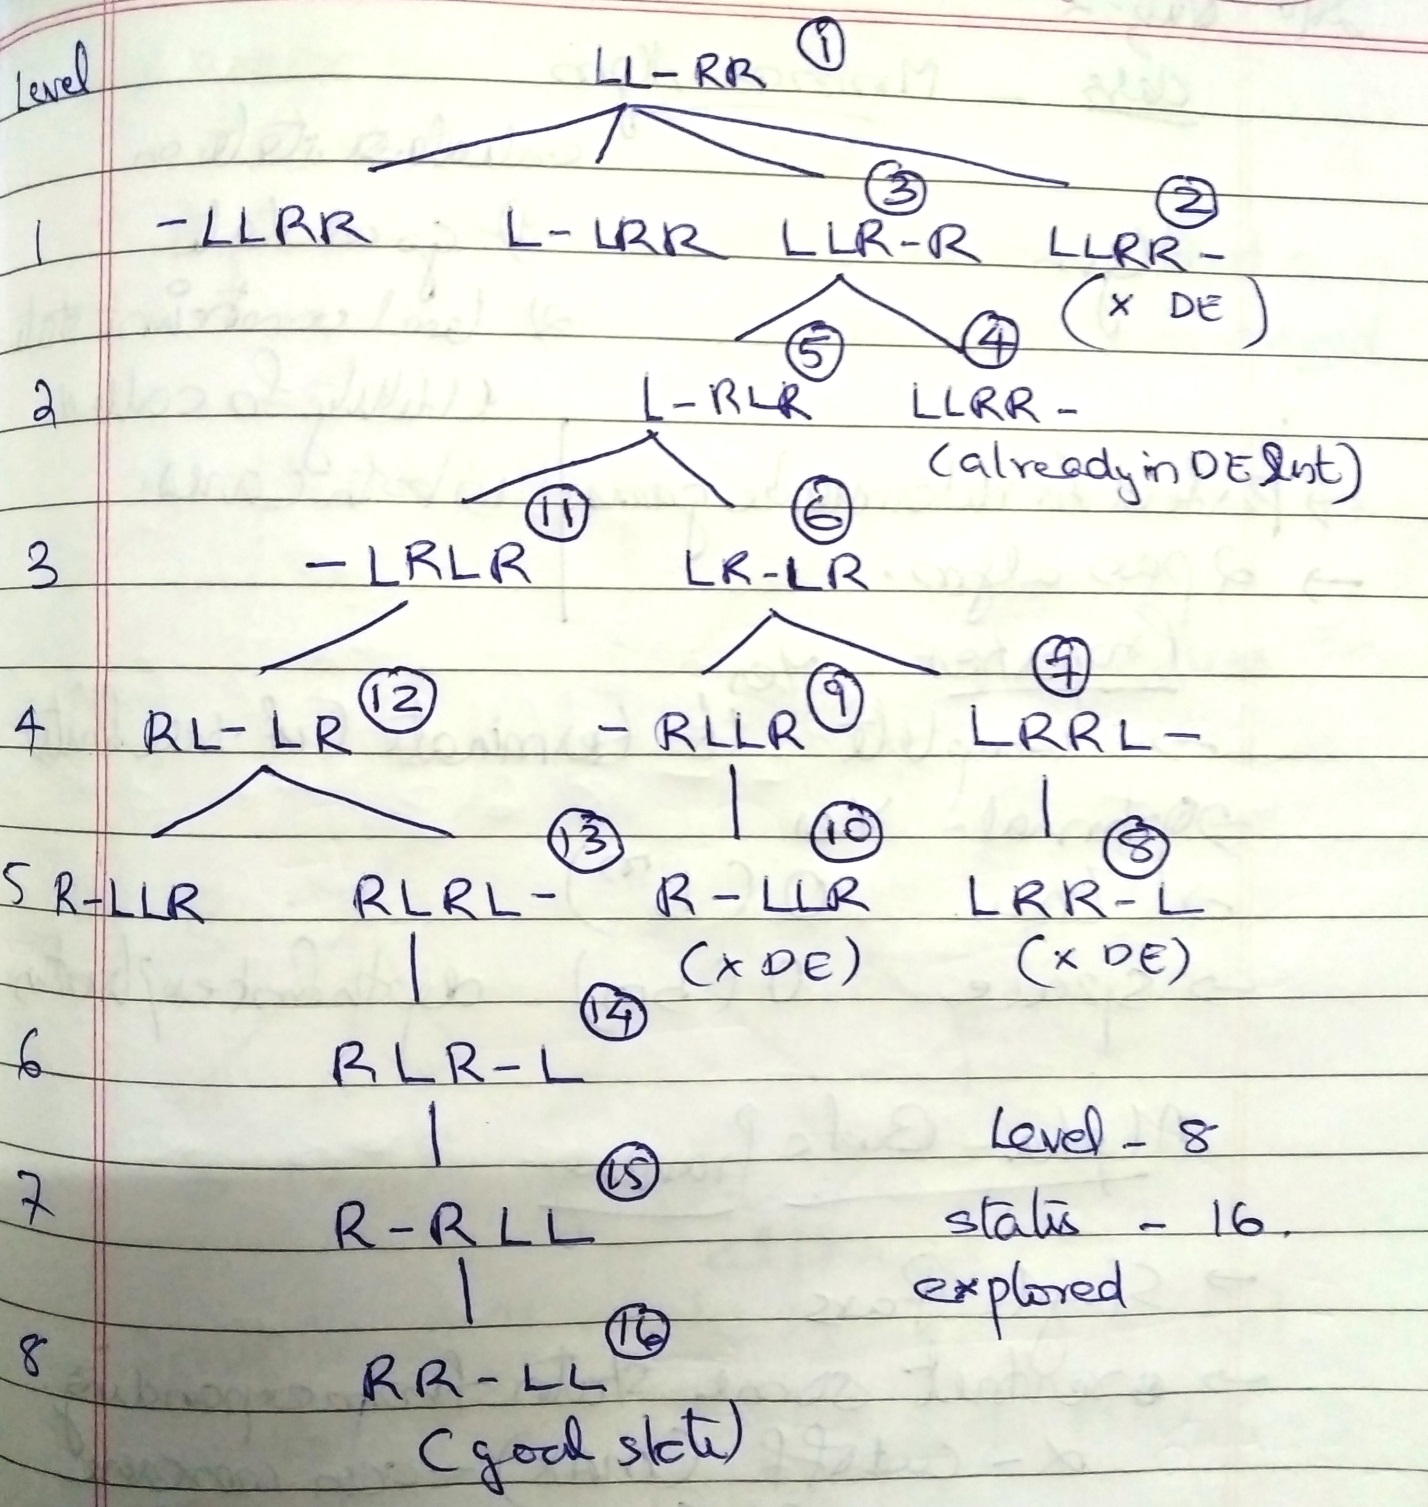 Level LL-RR ①
③ ②
1 -LLRR L-LRR LLR-R LLRR-
(x DE)
⑤ ④
2 L-RLR LLRR-
(already in DE list)
⑪ ⑥
3 -LRLR LR-LR
⑫ ⑨ ⑦
4 RL-LR -RLLR LRRL-
⑬ ⑩ ⑧
5 R-LLR RLRL- R-LLR LRR-L
(x DE) (x DE)
⑭
6 RLR-L
Level - 8
⑮
7 R-RLL states - 16.
explored
⑯
8 RR-LL
(goal state)